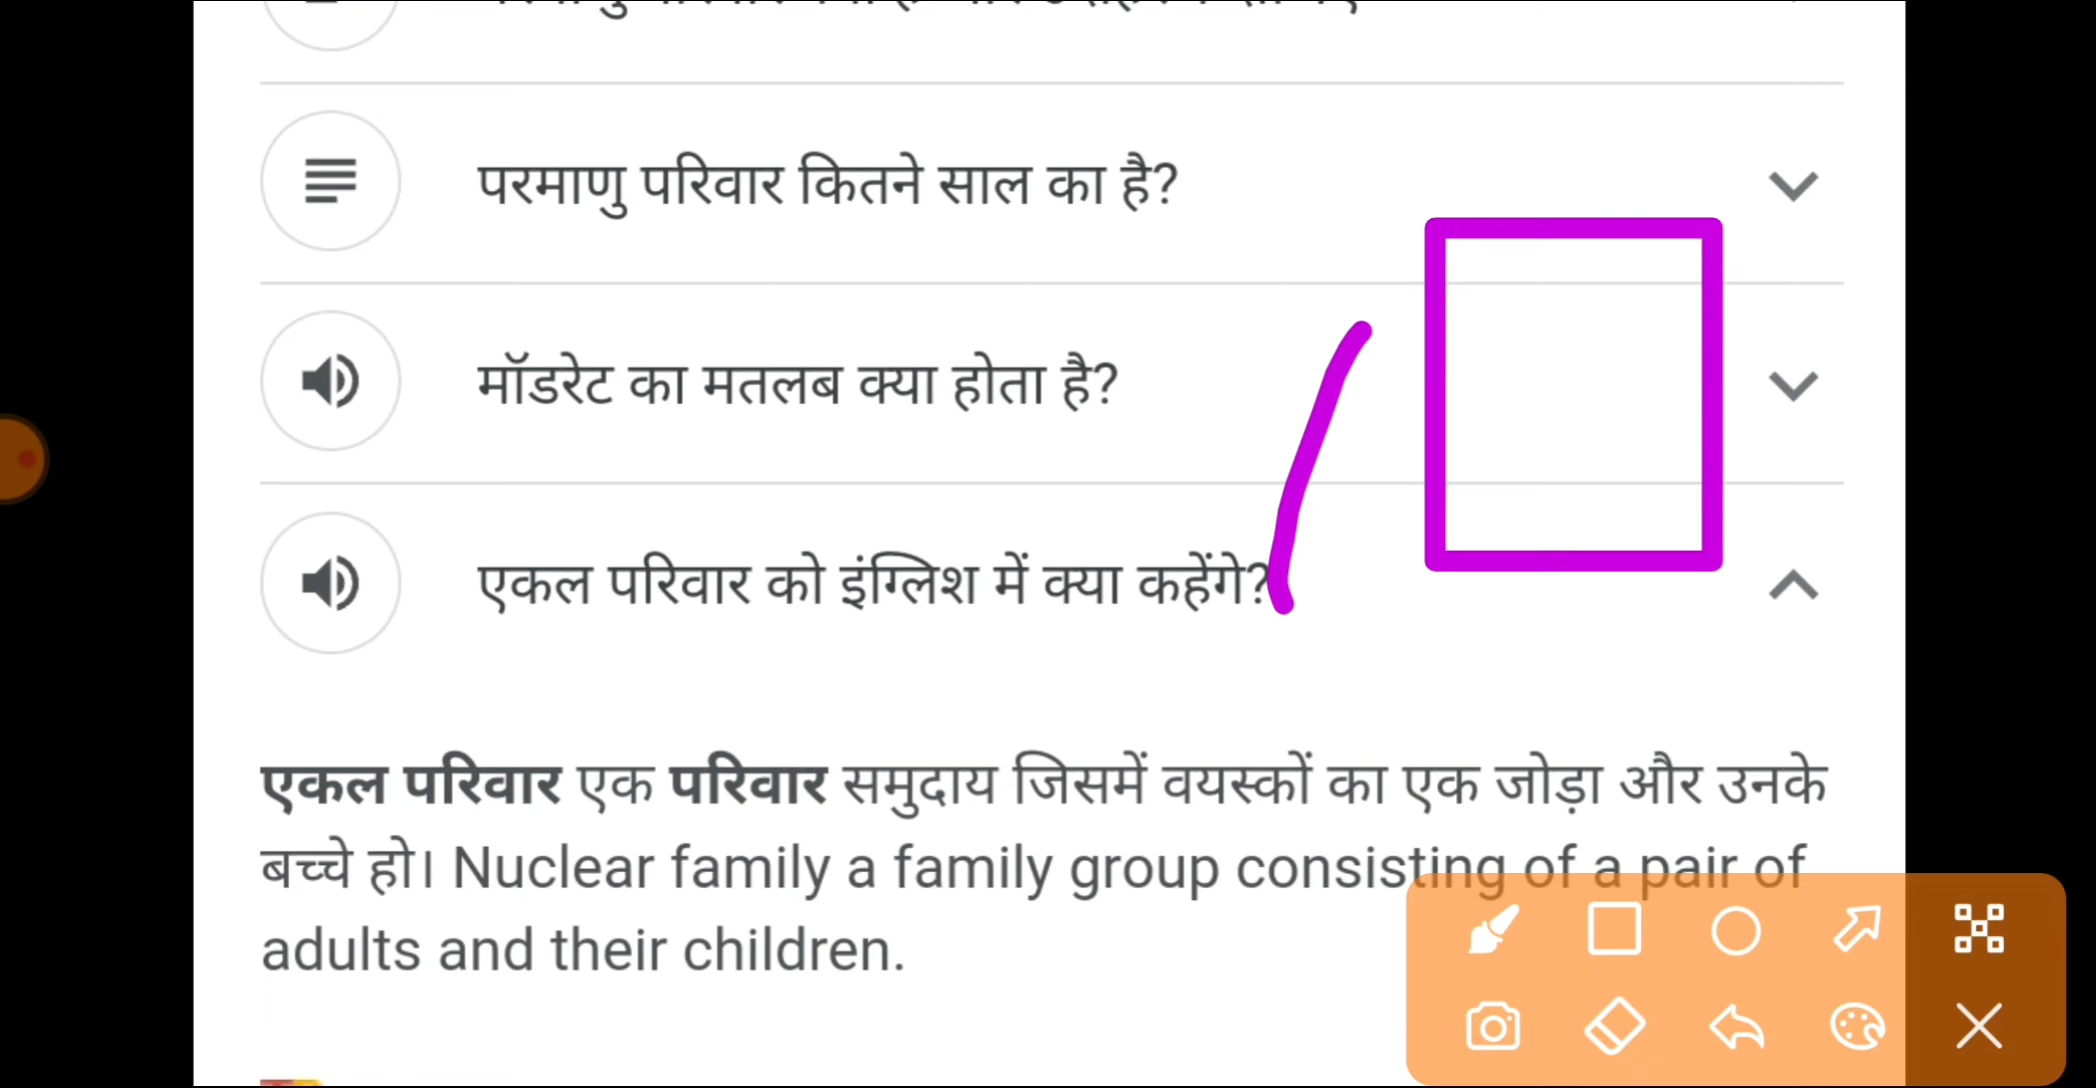 परमाणु परिवार कितने साल का है?
मॉडरेट का मतलब क्या होता है?
एकल परिवार को इंग्लिश में क्या कहेंगे?
एकल परिवार एक परिवार समुदाय जिसमें वयस्कों का एक जोड़ा और उनके
बच्चे हो। Nuclear family a family group consisting of a pair of
adults and their children.